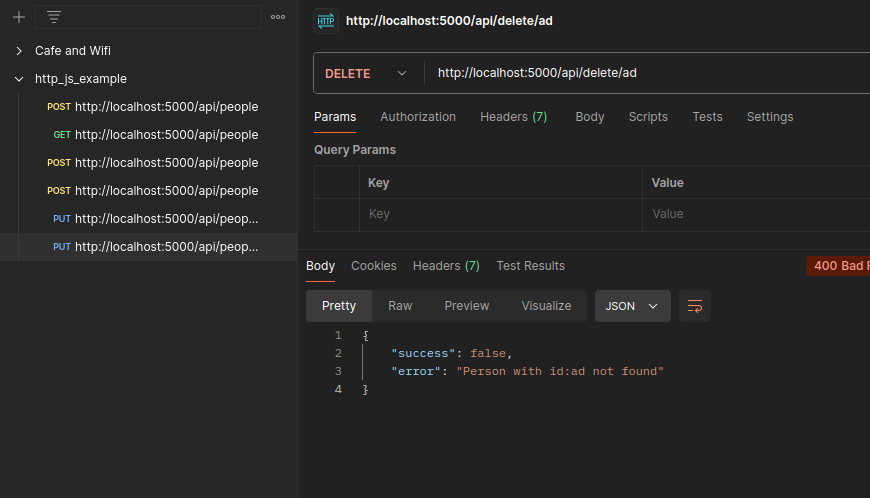 Cafe and Wifi
http_js_example
POST http://localhost:5000/api/people
GET http://localhost:5000/api/people
POST http://localhost:5000/api/people
POST http://localhost:5000/api/people
PUT http://localhost:5000/api/peop...
PUT http://localhost:5000/api/peop...
HTTP http://localhost:5000/api/delete/ad
DELETE http://localhost:5000/api/delete/ad
Params Authorization Headers (7) Body Scripts Tests Settings
Query Params
Key Value
Key Value
Body Cookies Headers (7) Test Results 400 Bad
Pretty Raw Preview Visualize JSON
1 {
2 "success": false,
3 "error": "Person with id:ad not found"
4 }